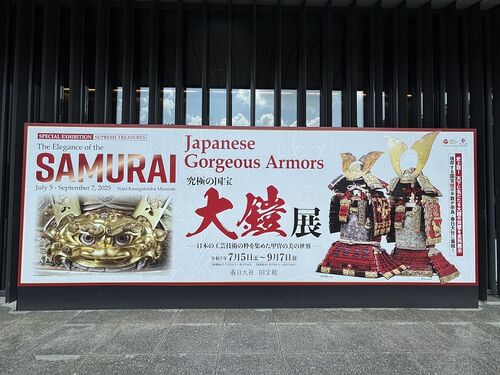 SPECIAL EXHIBITION SUPREME TREASURES
The Elegance of the
SAMURAI
July 5 - September 7, 2025 Nara Kasugataisha Museum
Japanese
Gorgeous Armors
究極の国宝
大鎧展
日本の工芸技術の粋を集めた甲冑の美の世界
令和7年 7月5日(土)〜9月7日(日)
春日大社 国宝殿